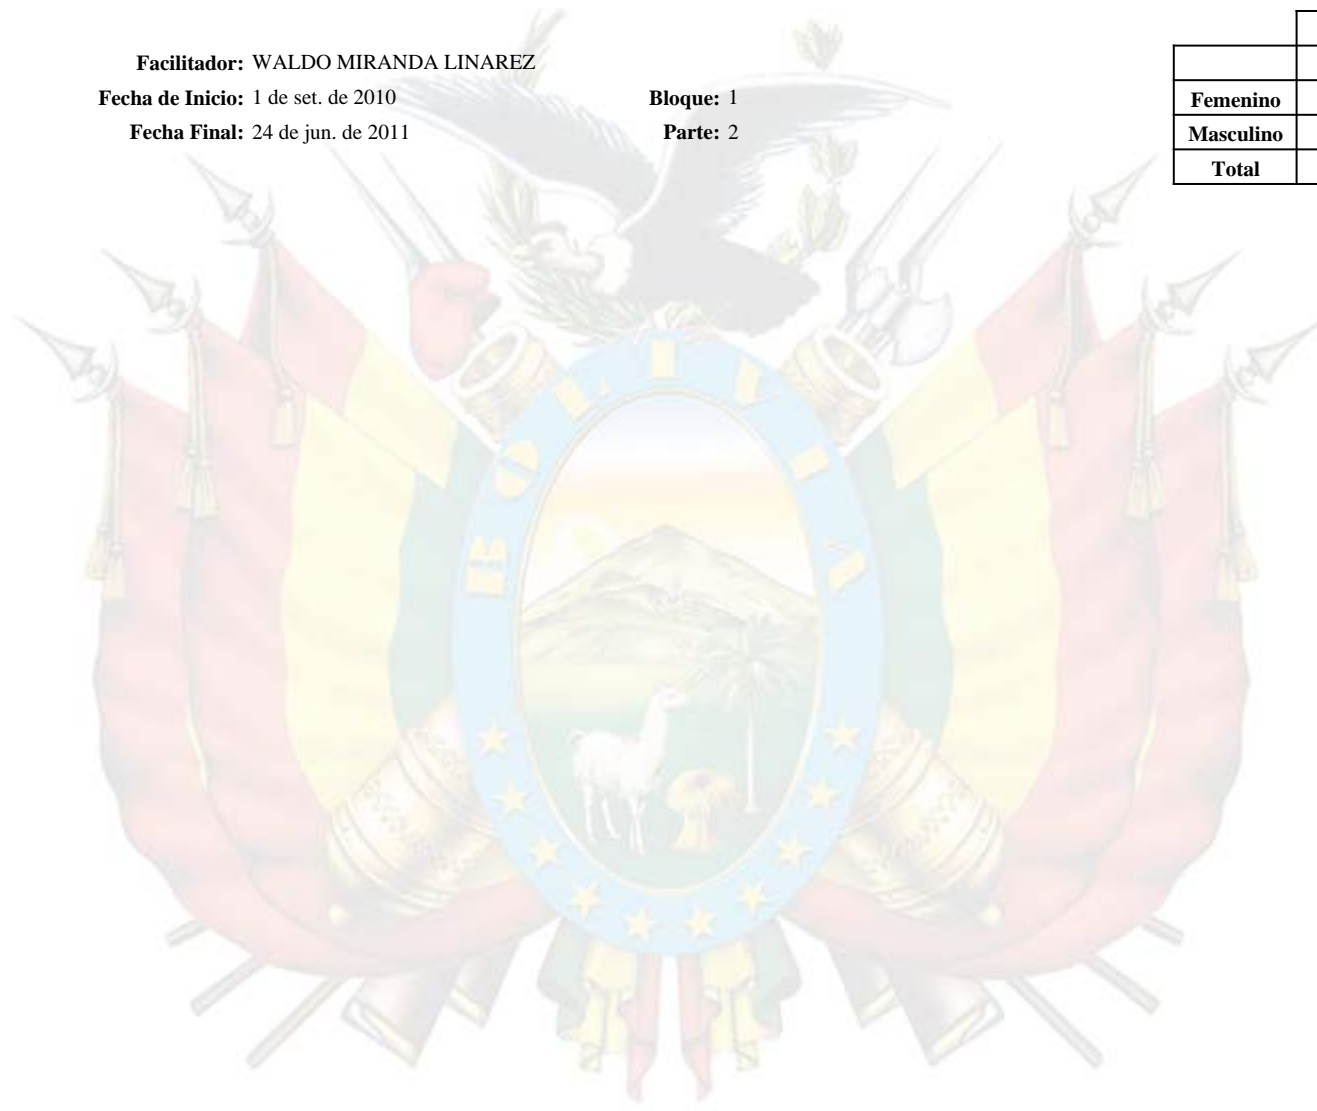 Facilitador: WALDO MIRANDA LINAREZ
Fecha de Inicio: 1 de set. de 2010 Bloque: 1
Fecha Final: 24 de jun. de 2011 Parte: 2
Femenino
Masculino
Total
BOLIVIA